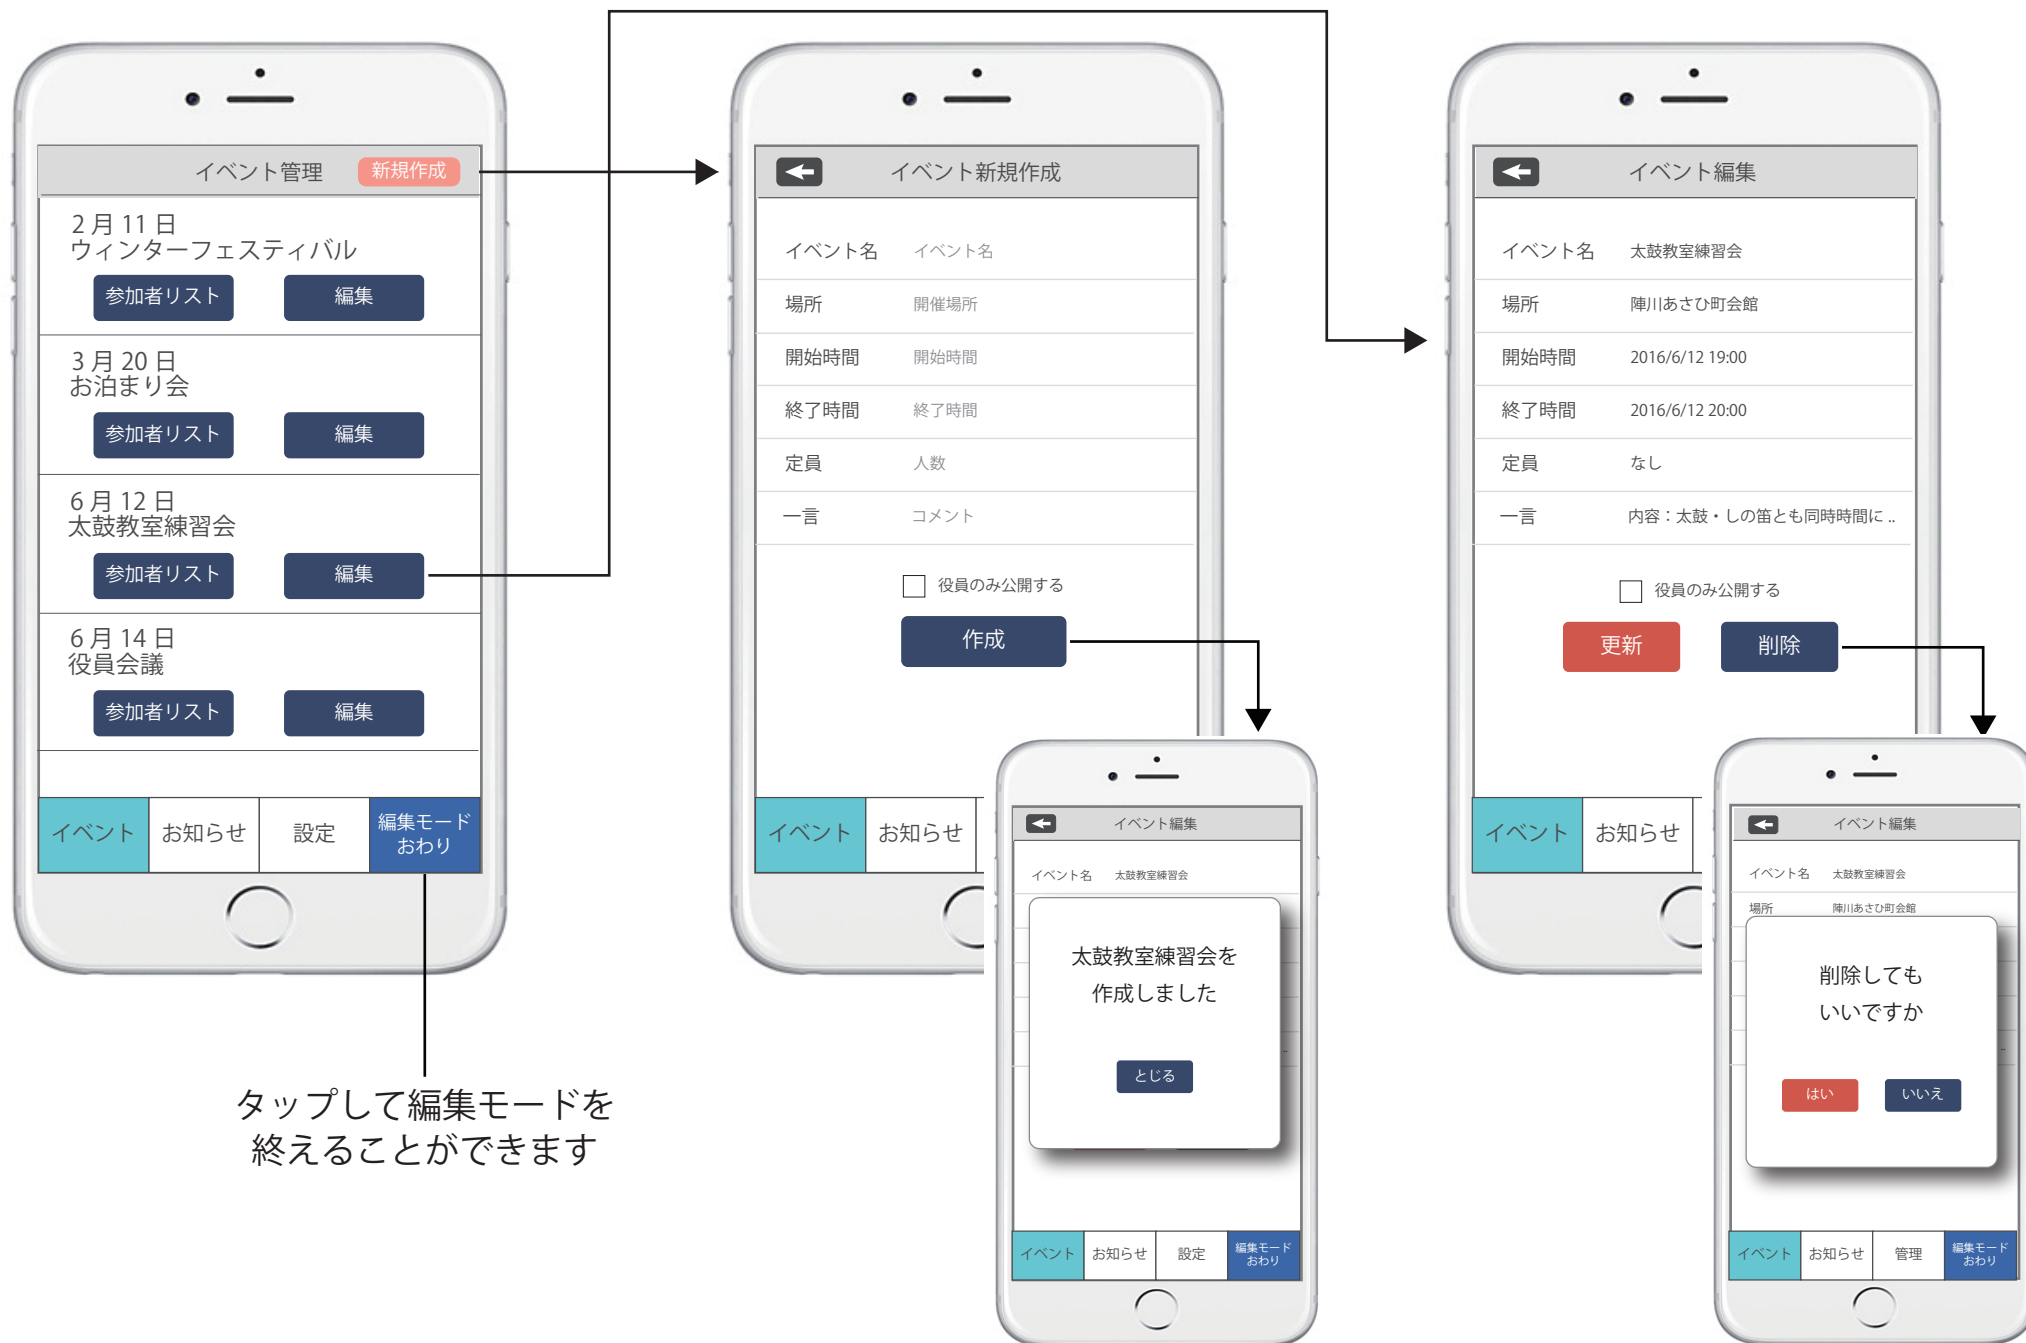 イベント管理
新規作成
2月11日
ウィンターフェスティバル
参加者リスト
編集
3月20日
お泊まり会
参加者リスト
編集
6月12日
太鼓教室練習会
参加者リスト
編集
6月14日
役員会議
参加者リスト
編集
イベント
お知らせ
設定
編集モード
おわり
タップして編集モードを
終えることができます
イベント新規作成
イベント名 イベント名
場所 開催場所
開始時間 開始時間
終了時間 終了時間
定員 人数
一言 コメント
役員のみ公開する
作成
イベント
お知らせ
イベント編集
イベント名 太鼓教室練習会
太鼓教室練習会を
作成しました
とじる
イベント
お知らせ
設定
編集モード
おわり
イベント編集
イベント名 太鼓教室練習会
場所 陣川あさひ町会館
開始時間 2016/6/12 19:00
終了時間 2016/6/12 20:00
定員 なし
一言 内容：太鼓・しの笛とも同時時間に ..
役員のみ公開する
更新
削除
イベント
お知らせ
イベント編集
イベント名 太鼓教室練習会
場所 陣川あさひ町会館
削除しても
いいですか
はい
いいえ
イベント
お知らせ
管理
編集モード
おわり